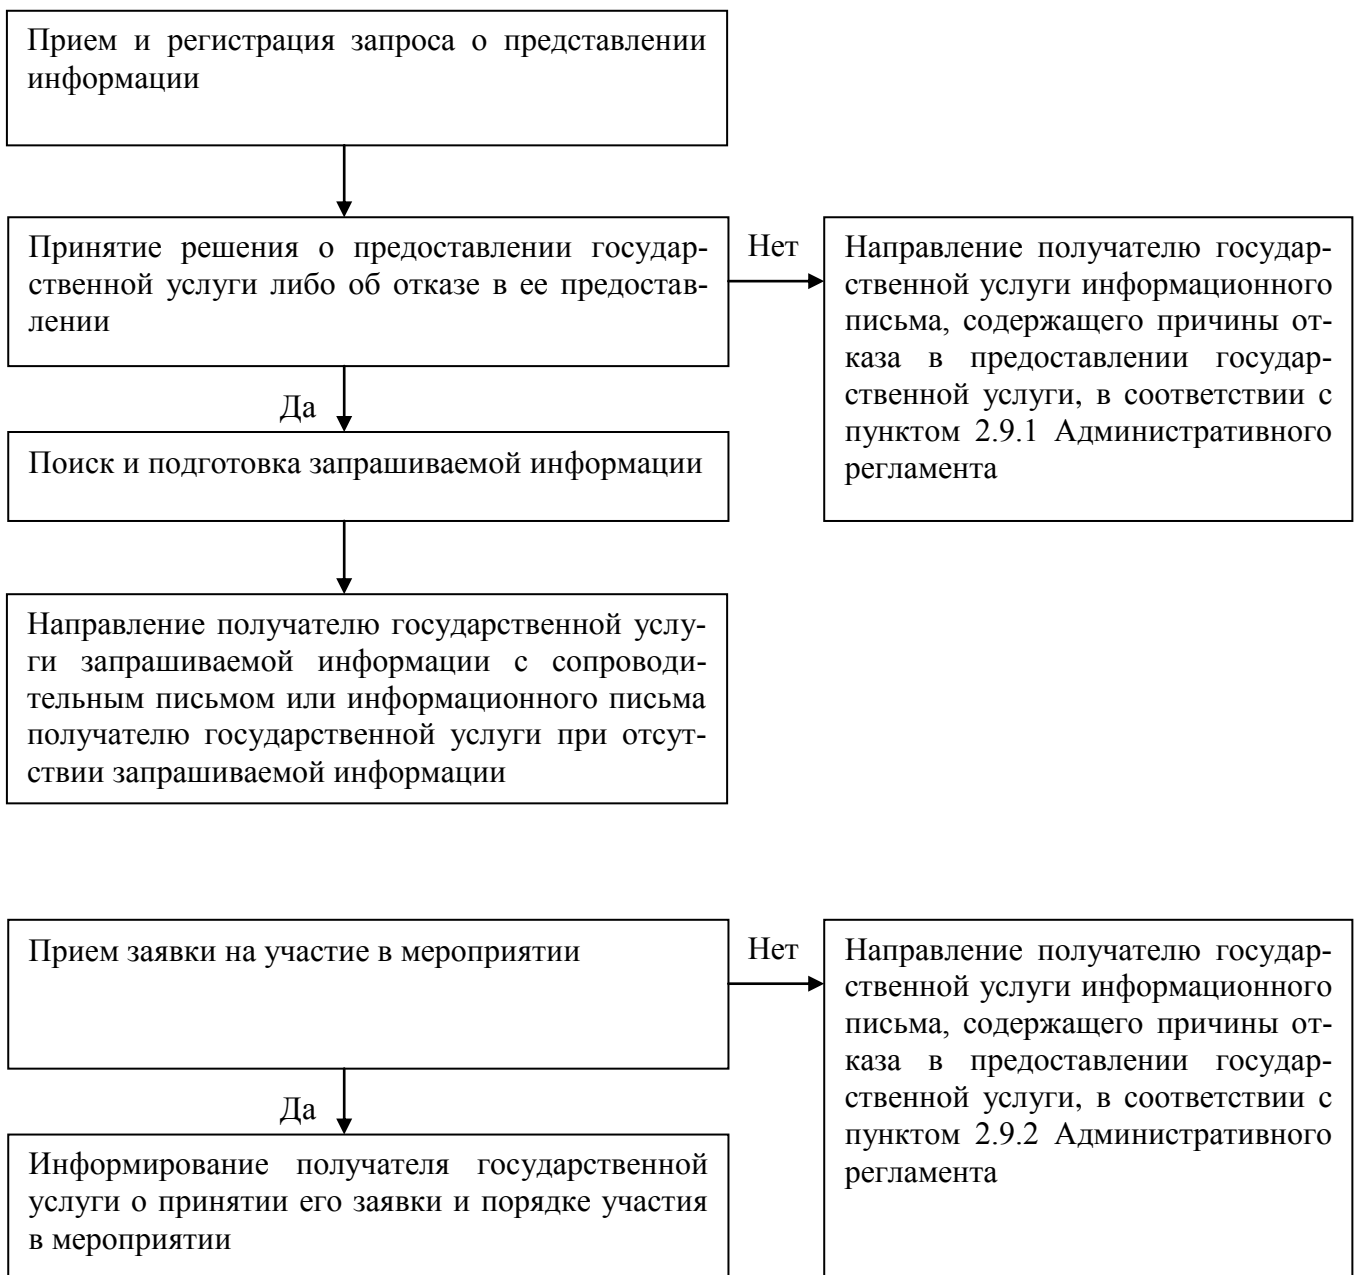 Прием и регистрация запроса о представлении
информации
Принятие решения о предоставлении государ-
ственной услуги либо об отказе в ее предостав-
лении
Нет
Направление получателю государ-
ственной услуги информационного
письма, содержащего причины от-
каза в предоставлении государ-
ственной услуги, в соответствии с
пунктом 2.9.1 Административного
регламента
Да
Поиск и подготовка запрашиваемой информации
Направление получателю государственной услу-
ги запрашиваемой информации с сопроводи-
тельным письмом или информационного письма
получателю государственной услуги при отсут-
ствии запрашиваемой информации
Прием заявки на участие в мероприятии
Нет
Направление получателю государ-
ственной услуги информационного
письма, содержащего причины от-
каза в предоставлении государ-
ственной услуги, в соответствии с
пунктом 2.9.2 Административного
регламента
Да
Информирование получателя государственной
услуги о принятии его заявки и порядке участия
в мероприятии